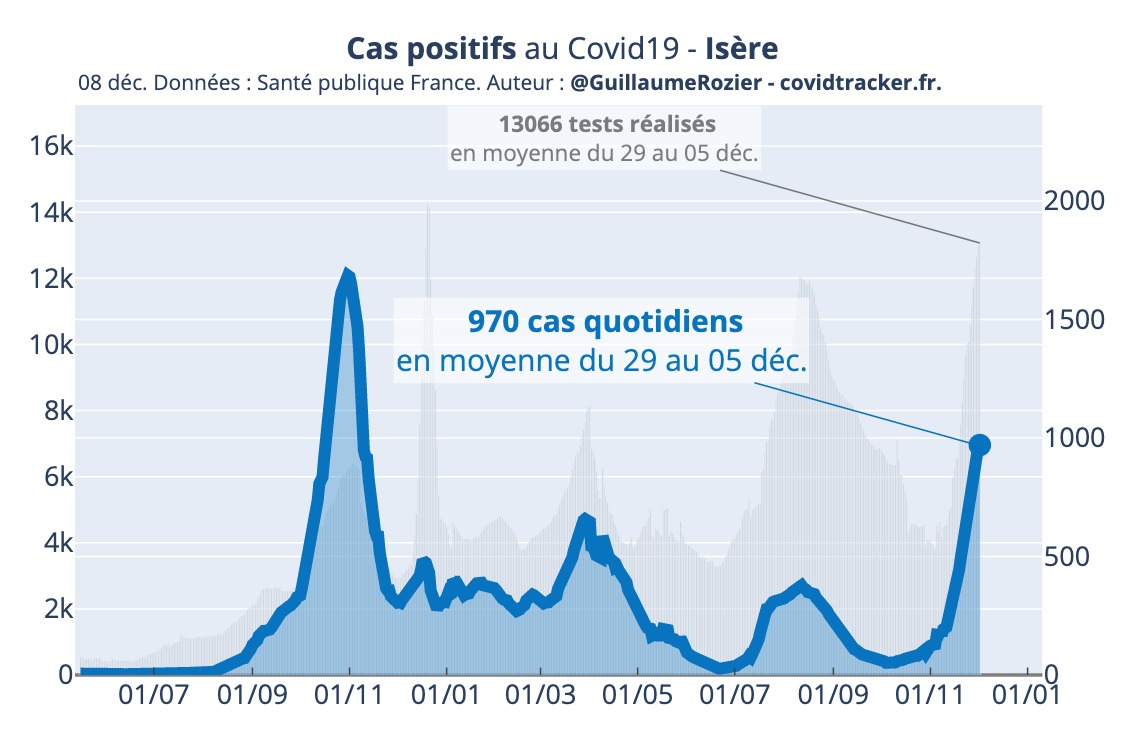 Cas positifs au Covid19 - Isère
08 déc. Données : Santé publique France. Auteur : @GuillaumeRozier - covidtracker.fr.
13066 tests réalisés
en moyenne du 29 au 05 déc.
16k
14k
2000
12k
970 cas quotidiens
1500
10k
en moyenne du 29 au 05 déc.
8k
1000
6k
4k
500
2k
0
0
01/07 01/09 01/11 01/01 01/03 01/05 01/07 01/09 01/11 01/01